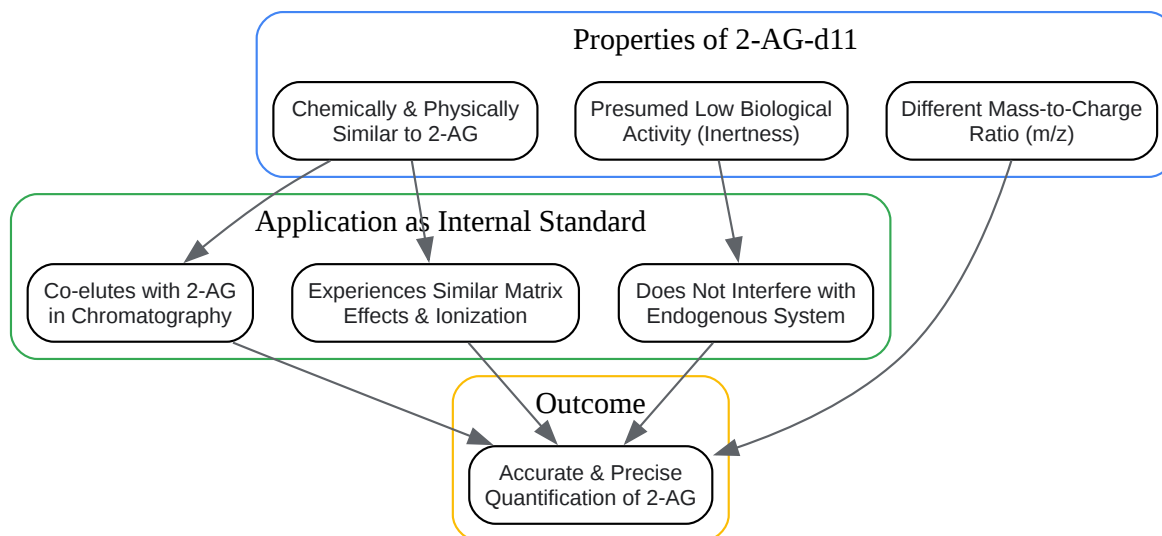 Properties of 2-AG-d11
Chemically & Physically
Similar to 2-AG
Presumed Low Biological
Activity (Inertness)
Different Mass-to-Charge
Ratio (m/z)
Application as Internal Standard
Co-elutes with 2-AG
in Chromatography
Experiences Similar Matrix
Effects & Ionization
Does Not Interfere with
Endogenous System
Outcome
Accurate & Precise
Quantification of 2-AG